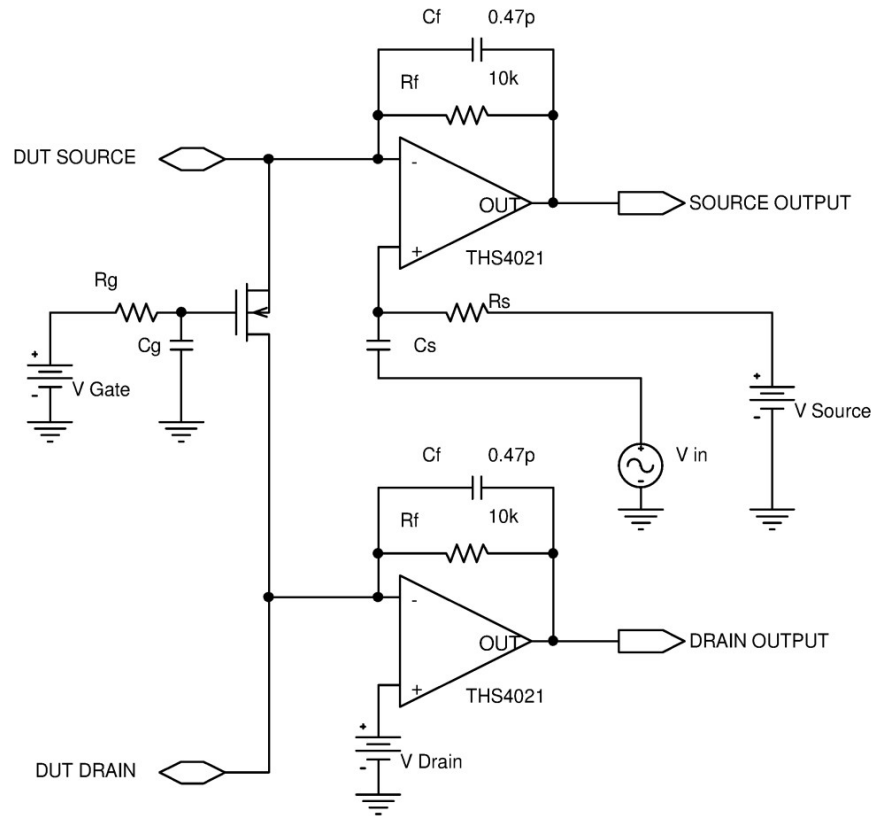 Cf 0.47p
Rf 10k
DUT SOURCE
-
OUT
SOURCE OUTPUT
+
THS4021
Rg
Rs
Cg
Cs
+
-
V Gate
+
-
V Source
V in
+
-
Cf 0.47p
Rf 10k
-
OUT
DRAIN OUTPUT
+
THS4021
+
-
V Drain
DUT DRAIN